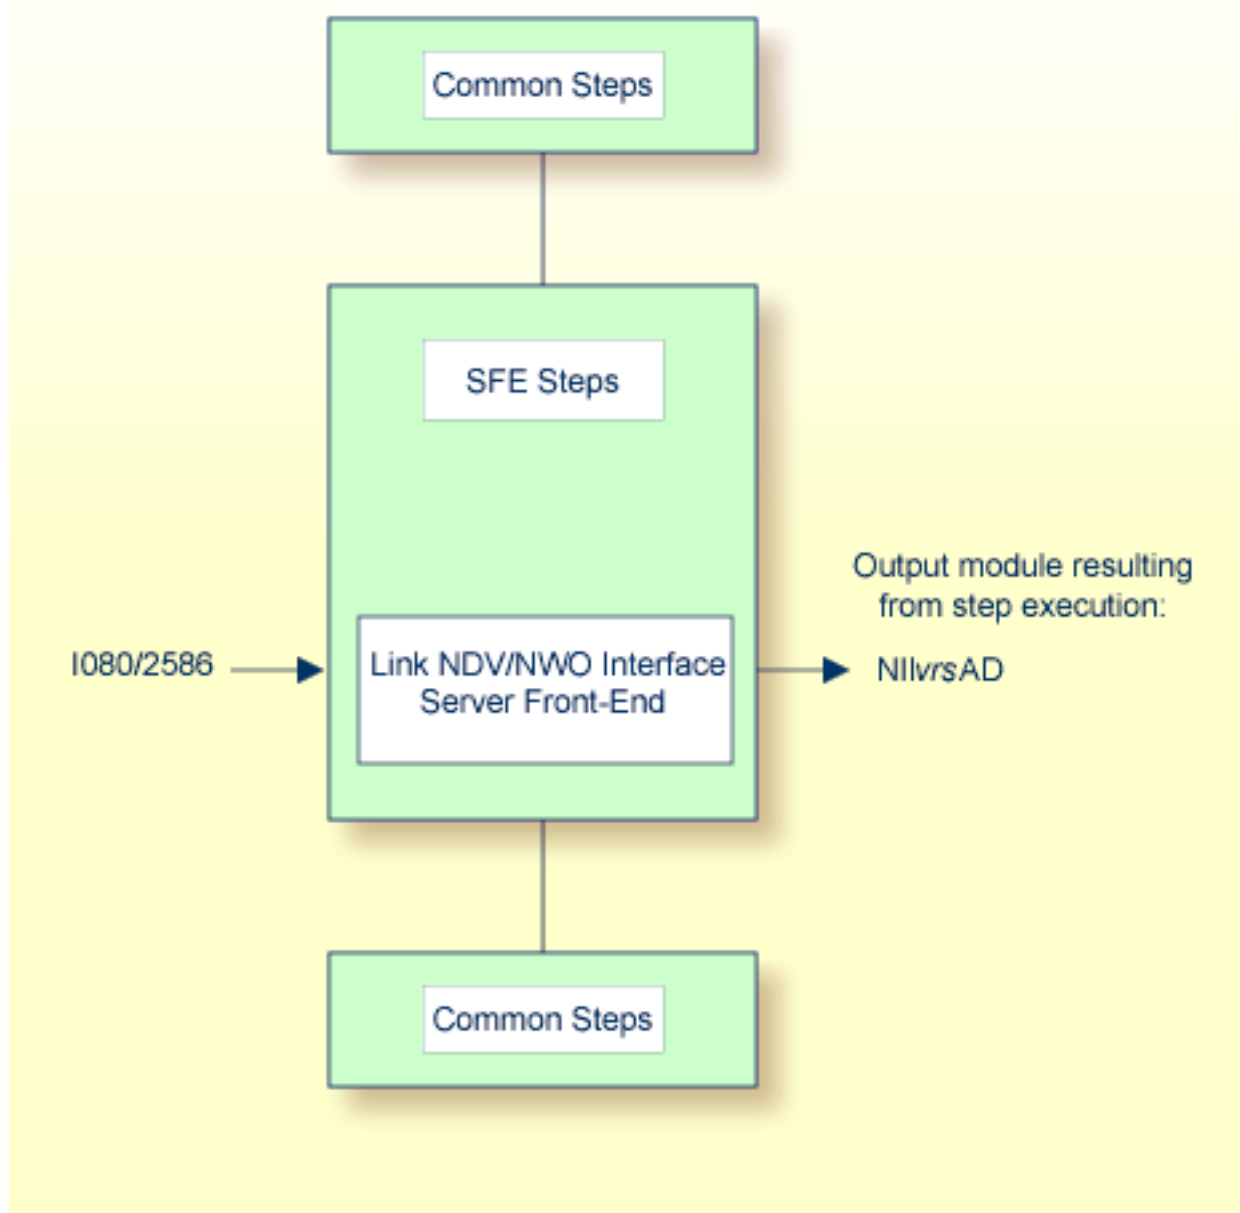 Common Steps
SFE Steps
Output module resulting
from step execution:
I080/2586
Link NDV/NWO Interface
Server Front-End
NIIvrsAD
Common Steps